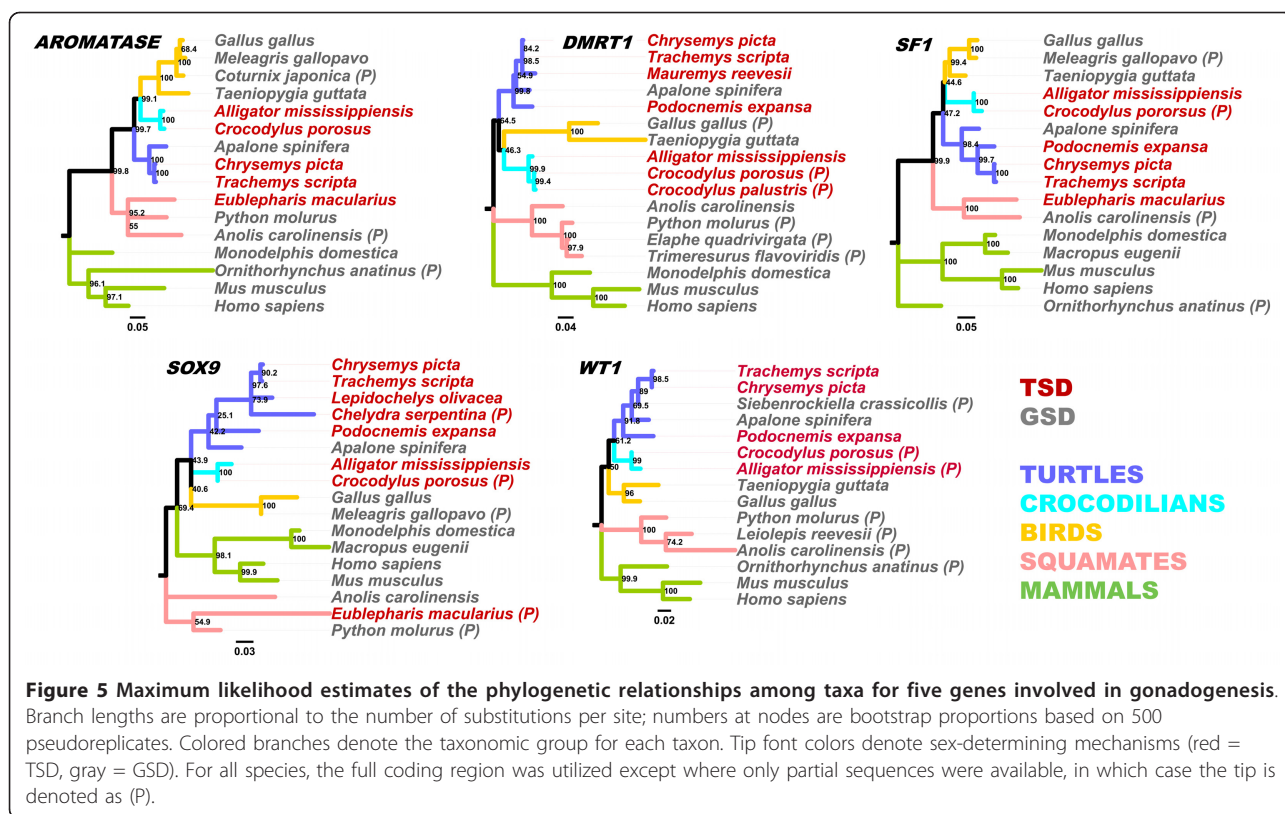 AROMATASE
Gallus gallus
68.4
Meleagris gallopavo
100
Coturnix japonica (P)
100
Taeniopygia guttata
99.1
Alligator mississippiensis
100
Crocodylus porosus
99.7
Apalone spinifera
100
Chrysemys picta
100
Trachemys scripta
99.8
Eublepharis macularius
95.2
Python molurus
55
Anolis carolinensis (P)
Monodelphis domestica
Ornithorhynchus anatinus (P)
96.1
Mus musculus
97.1
Homo sapiens
0.05
DMRT1
Chrysemys picta
84.2
Trachemys scripta
98.5
Mauremys reevesii
54.9
Apalone spinifera
99.8
Podocnemis expansa
64.5
Gallus gallus (P)
100
Taeniopygia guttata
46.3
Alligator mississippiensis
99.9
Crocodylus porosus (P)
99.4
Crocodylus palustris (P)
Anolis carolinensis
100
Python molurus (P)
100
Elaphe quadrivirgata (P)
97.9
Trimeresurus flavoviridis (P)
Monodelphis domestica
100
Mus musculus
100
Homo sapiens
0.04
SF1
Gallus gallus
100
Meleagris gallopavo (P)
99.4
Taeniopygia guttata
44.6
Alligator mississippiensis
100
Crocodylus pororsus (P)
47.2
Apalone spinifera
98.4
Podocnemis expansa
99.7
Chrysemys picta
100
Trachemys scripta
99.9
Eublepharis macularius
100
Anolis carolinensis (P)
Monodelphis domestica
100
Macropus eugenii
100
Mus musculus
100
Homo sapiens
Ornithorhynchus anatinus (P)
0.05
SOX9
Chrysemys picta
90.2
Trachemys scripta
97.6
Lepidochelys olivacea
73.9
Chelydra serpentina (P)
25.1
Podocnemis expansa
42.2
Apalone spinifera
43.9
Alligator mississippiensis
100
Crocodylus porosus (P)
40.6
Gallus gallus
100
Meleagris gallopavo (P)
69.4
Monodelphis domestica
100
Macropus eugenii
98.1
Homo sapiens
99.9
Mus musculus
Anolis carolinensis
Eublepharis macularius (P)
54.9
Python molurus (P)
0.03
WT1
Trachemys scripta
98.5
Chrysemys picta
89
Siebenrockiella crassicollis (P)
69.5
Apalone spinifera
91.8
Podocnemis expansa
61.2
Crocodylus porosus (P)
99
Alligator mississippiensis (P)
50
Taeniopygia guttata
96
Gallus gallus
Python molurus (P)
100
Leiolepis reevesii (P)
74.2
Anolis carolinensis (P)
Ornithorhynchus anatinus (P)
99.9
Mus musculus
100
Homo sapiens
0.02
TSD
GSD
TURTLES
CROCODILIANS
BIRDS
SQUAMATES
MAMMALS
Figure 5 Maximum likelihood estimates of the phylogenetic relationships among taxa for five genes involved in gonadogenesis.
Branch lengths are proportional to the number of substitutions per site; numbers at nodes are bootstrap proportions based on 500
pseudoreplicates. Colored branches denote the taxonomic group for each taxon. Tip font colors denote sex-determining mechanisms (red =
TSD, gray = GSD). For all species, the full coding region was utilized except where only partial sequences were available, in which case the tip is
denoted as (P).